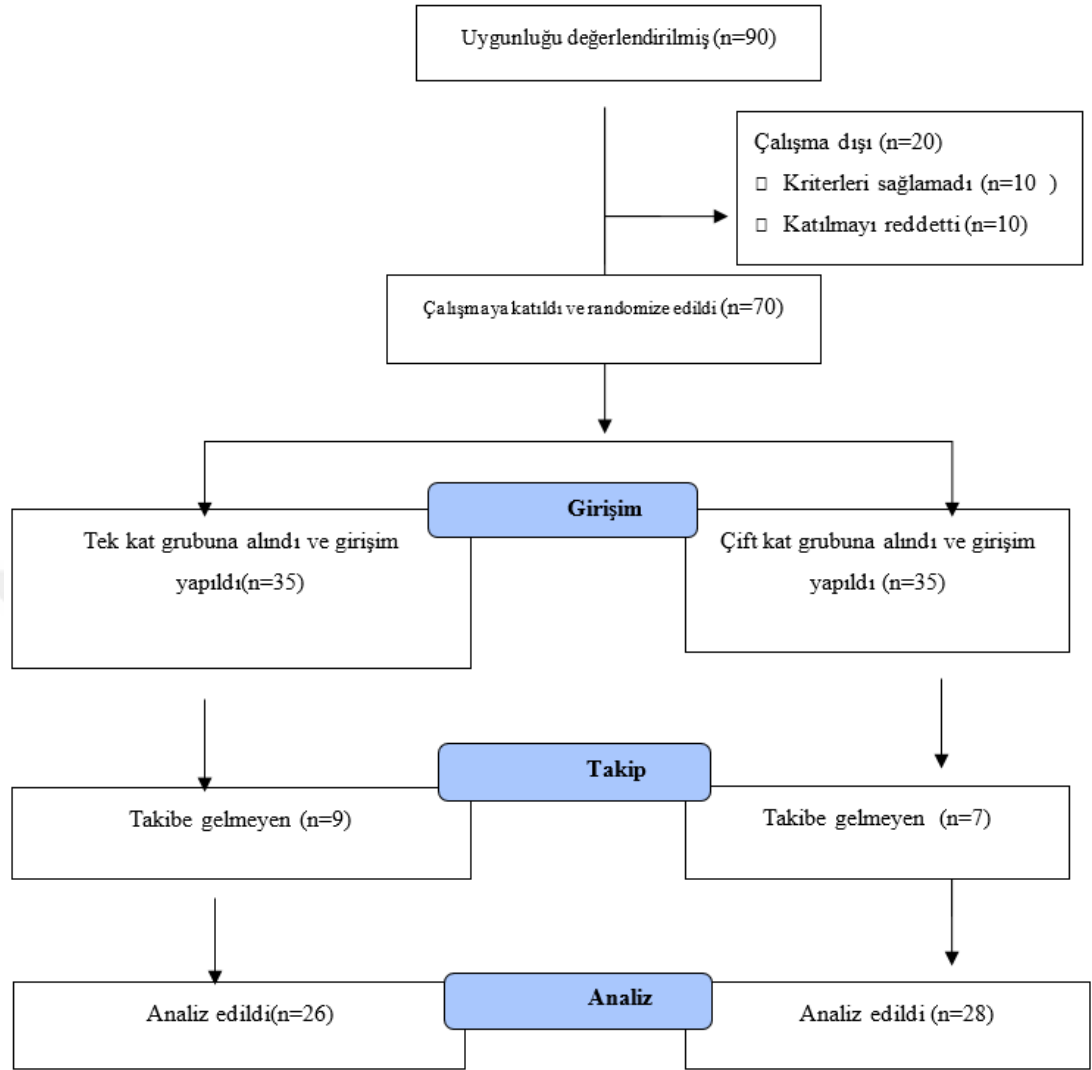 Uygunluğu değerlendirilmiş (n=90)
Çalışma dışı (n=20)
□ Kriterleri sağlamadı (n=10 )
□ Katılmayı reddetti (n=10)
Çalışmaya katıldı ve randomize edildi (n=70)
Girişim
Tek kat grubuna alındı ve girişim
yapıldı(n=35)
Çift kat grubuna alındı ve girişim
yapıldı (n=35)
Takip
Takibe gelmeyen (n=9)
Takibe gelmeyen (n=7)
Analiz
Analiz edildi(n=26)
Analiz edildi (n=28)